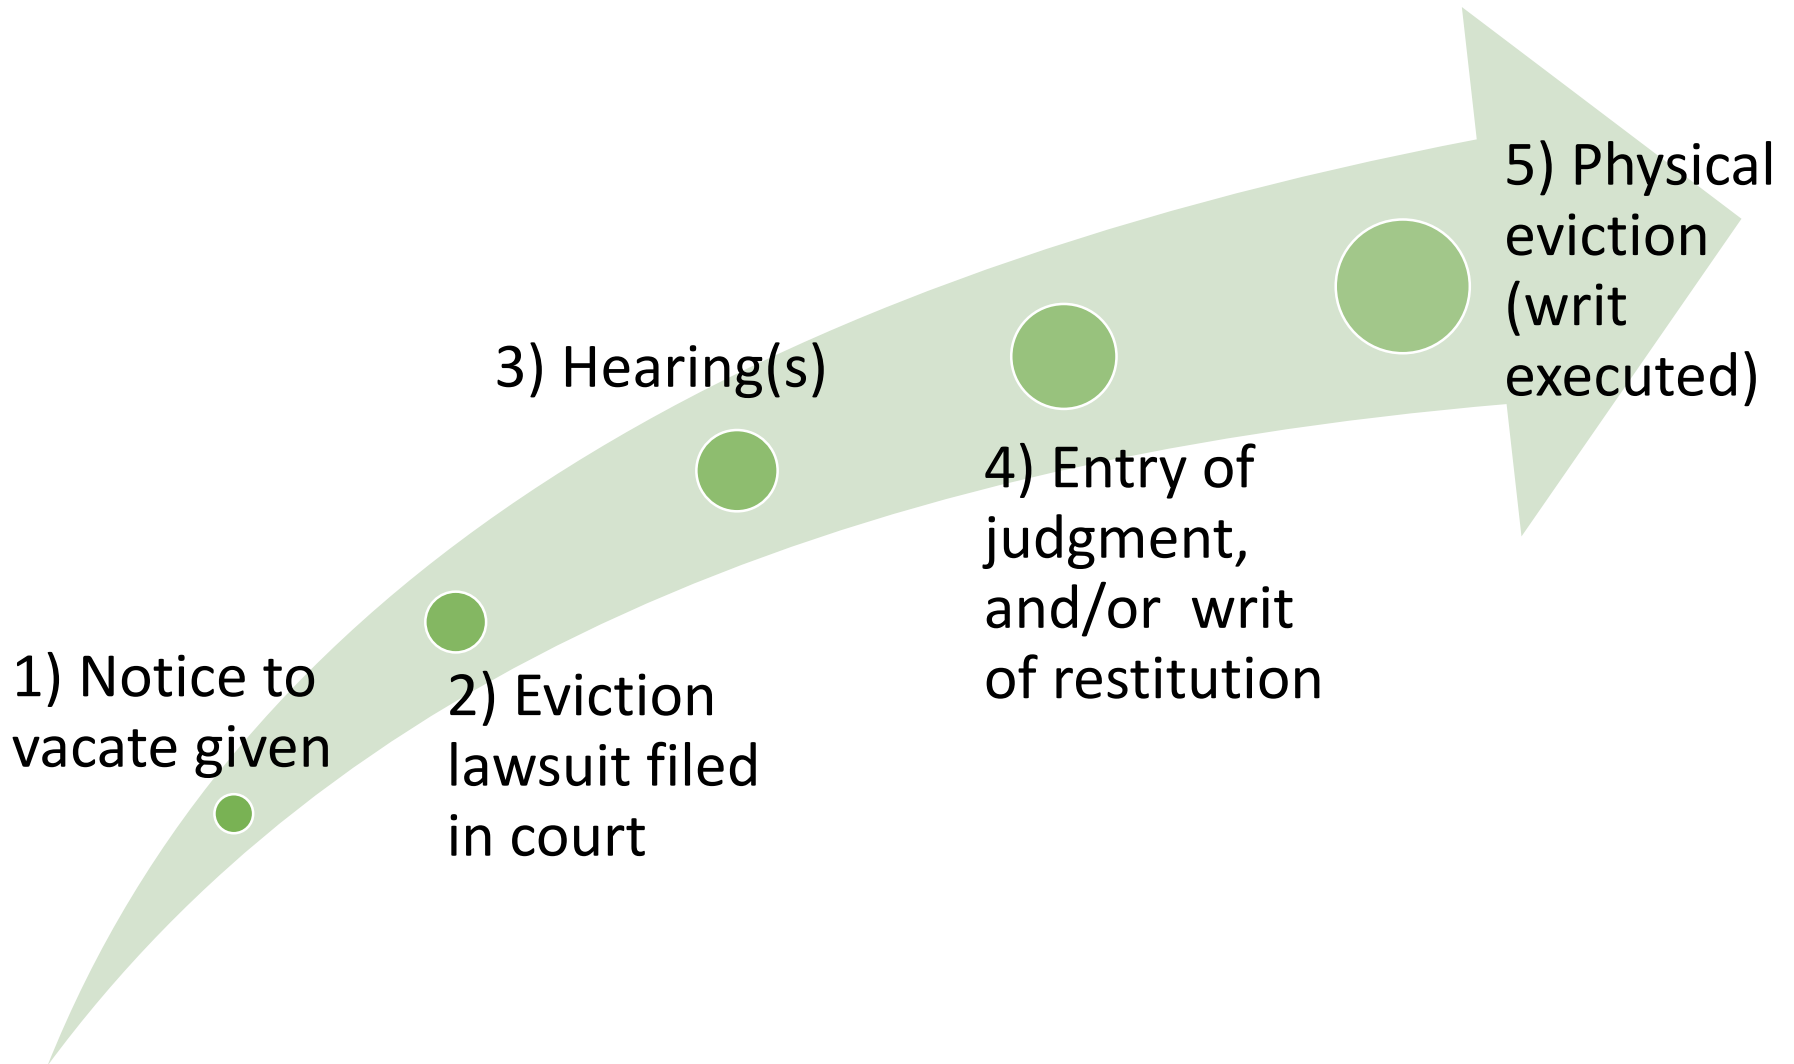 1) Notice to
vacate given
2) Eviction
lawsuit filed
in court
3) Hearing(s)
4) Entry of
judgment,
and/or  writ
of restitution
5) Physical
eviction
(writ
executed)